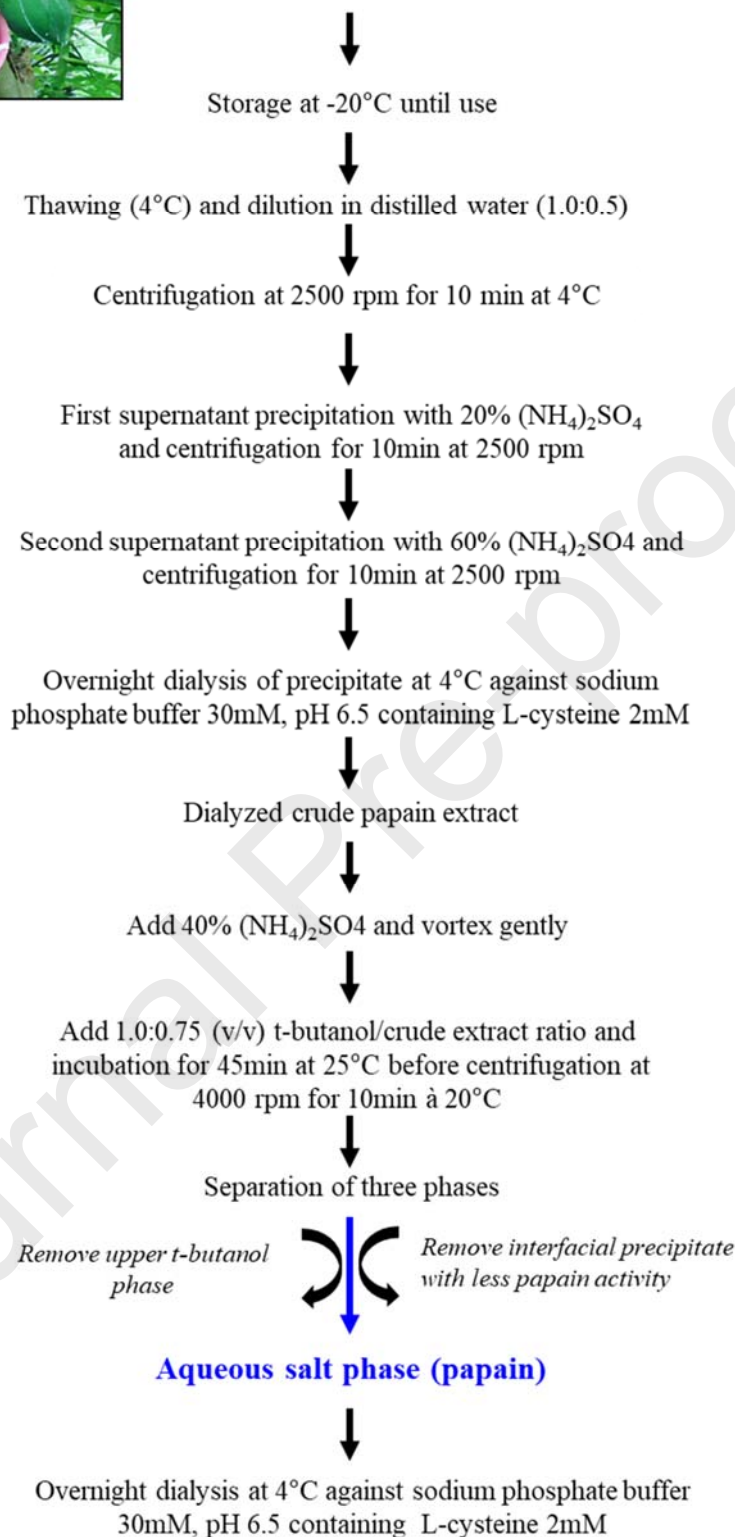 Storage at -20°C until use
Thawing (4°C) and dilution in distilled water (1.0:0.5)
Centrifugation at 2500 rpm for 10 min at 4°C
First supernatant precipitation with 20% (NH₄)₂SO₄
and centrifugation for 10min at 2500 rpm
Second supernatant precipitation with 60% (NH₄)₂SO4 and
centrifugation for 10min at 2500 rpm
Overnight dialysis of precipitate at 4°C against sodium
phosphate buffer 30mM, pH 6.5 containing L-cysteine 2mM
Dialyzed crude papain extract
Add 40% (NH₄)₂SO4 and vortex gently
Add 1.0:0.75 (v/v) t-butanol/crude extract ratio and
incubation for 45min at 25°C before centrifugation at
4000 rpm for 10min à 20°C
Separation of three phases
Remove upper t-butanol
phase
Remove interfacial precipitate
with less papain activity
Aqueous salt phase (papain)
Overnight dialysis at 4°C against sodium phosphate buffer
30mM, pH 6.5 containing L-cysteine 2mM